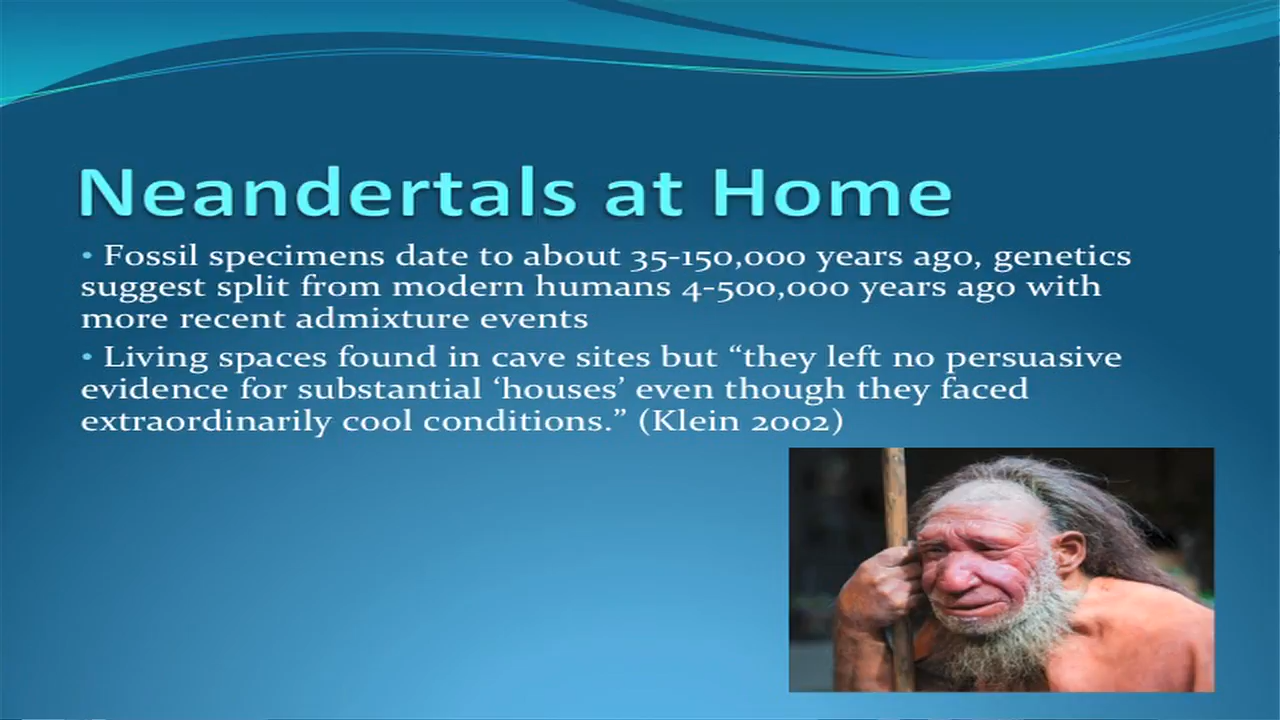 Neandertals at Home
• Fossil specimens date to about 35-150,000 years ago, genetics
suggest split from modern humans 4-500,000 years ago with
more recent admixture events
• Living spaces found in cave sites but “they left no persuasive
evidence for substantial ‘houses’ even though they faced
extraordinarily cool conditions.” (Klein 2002)